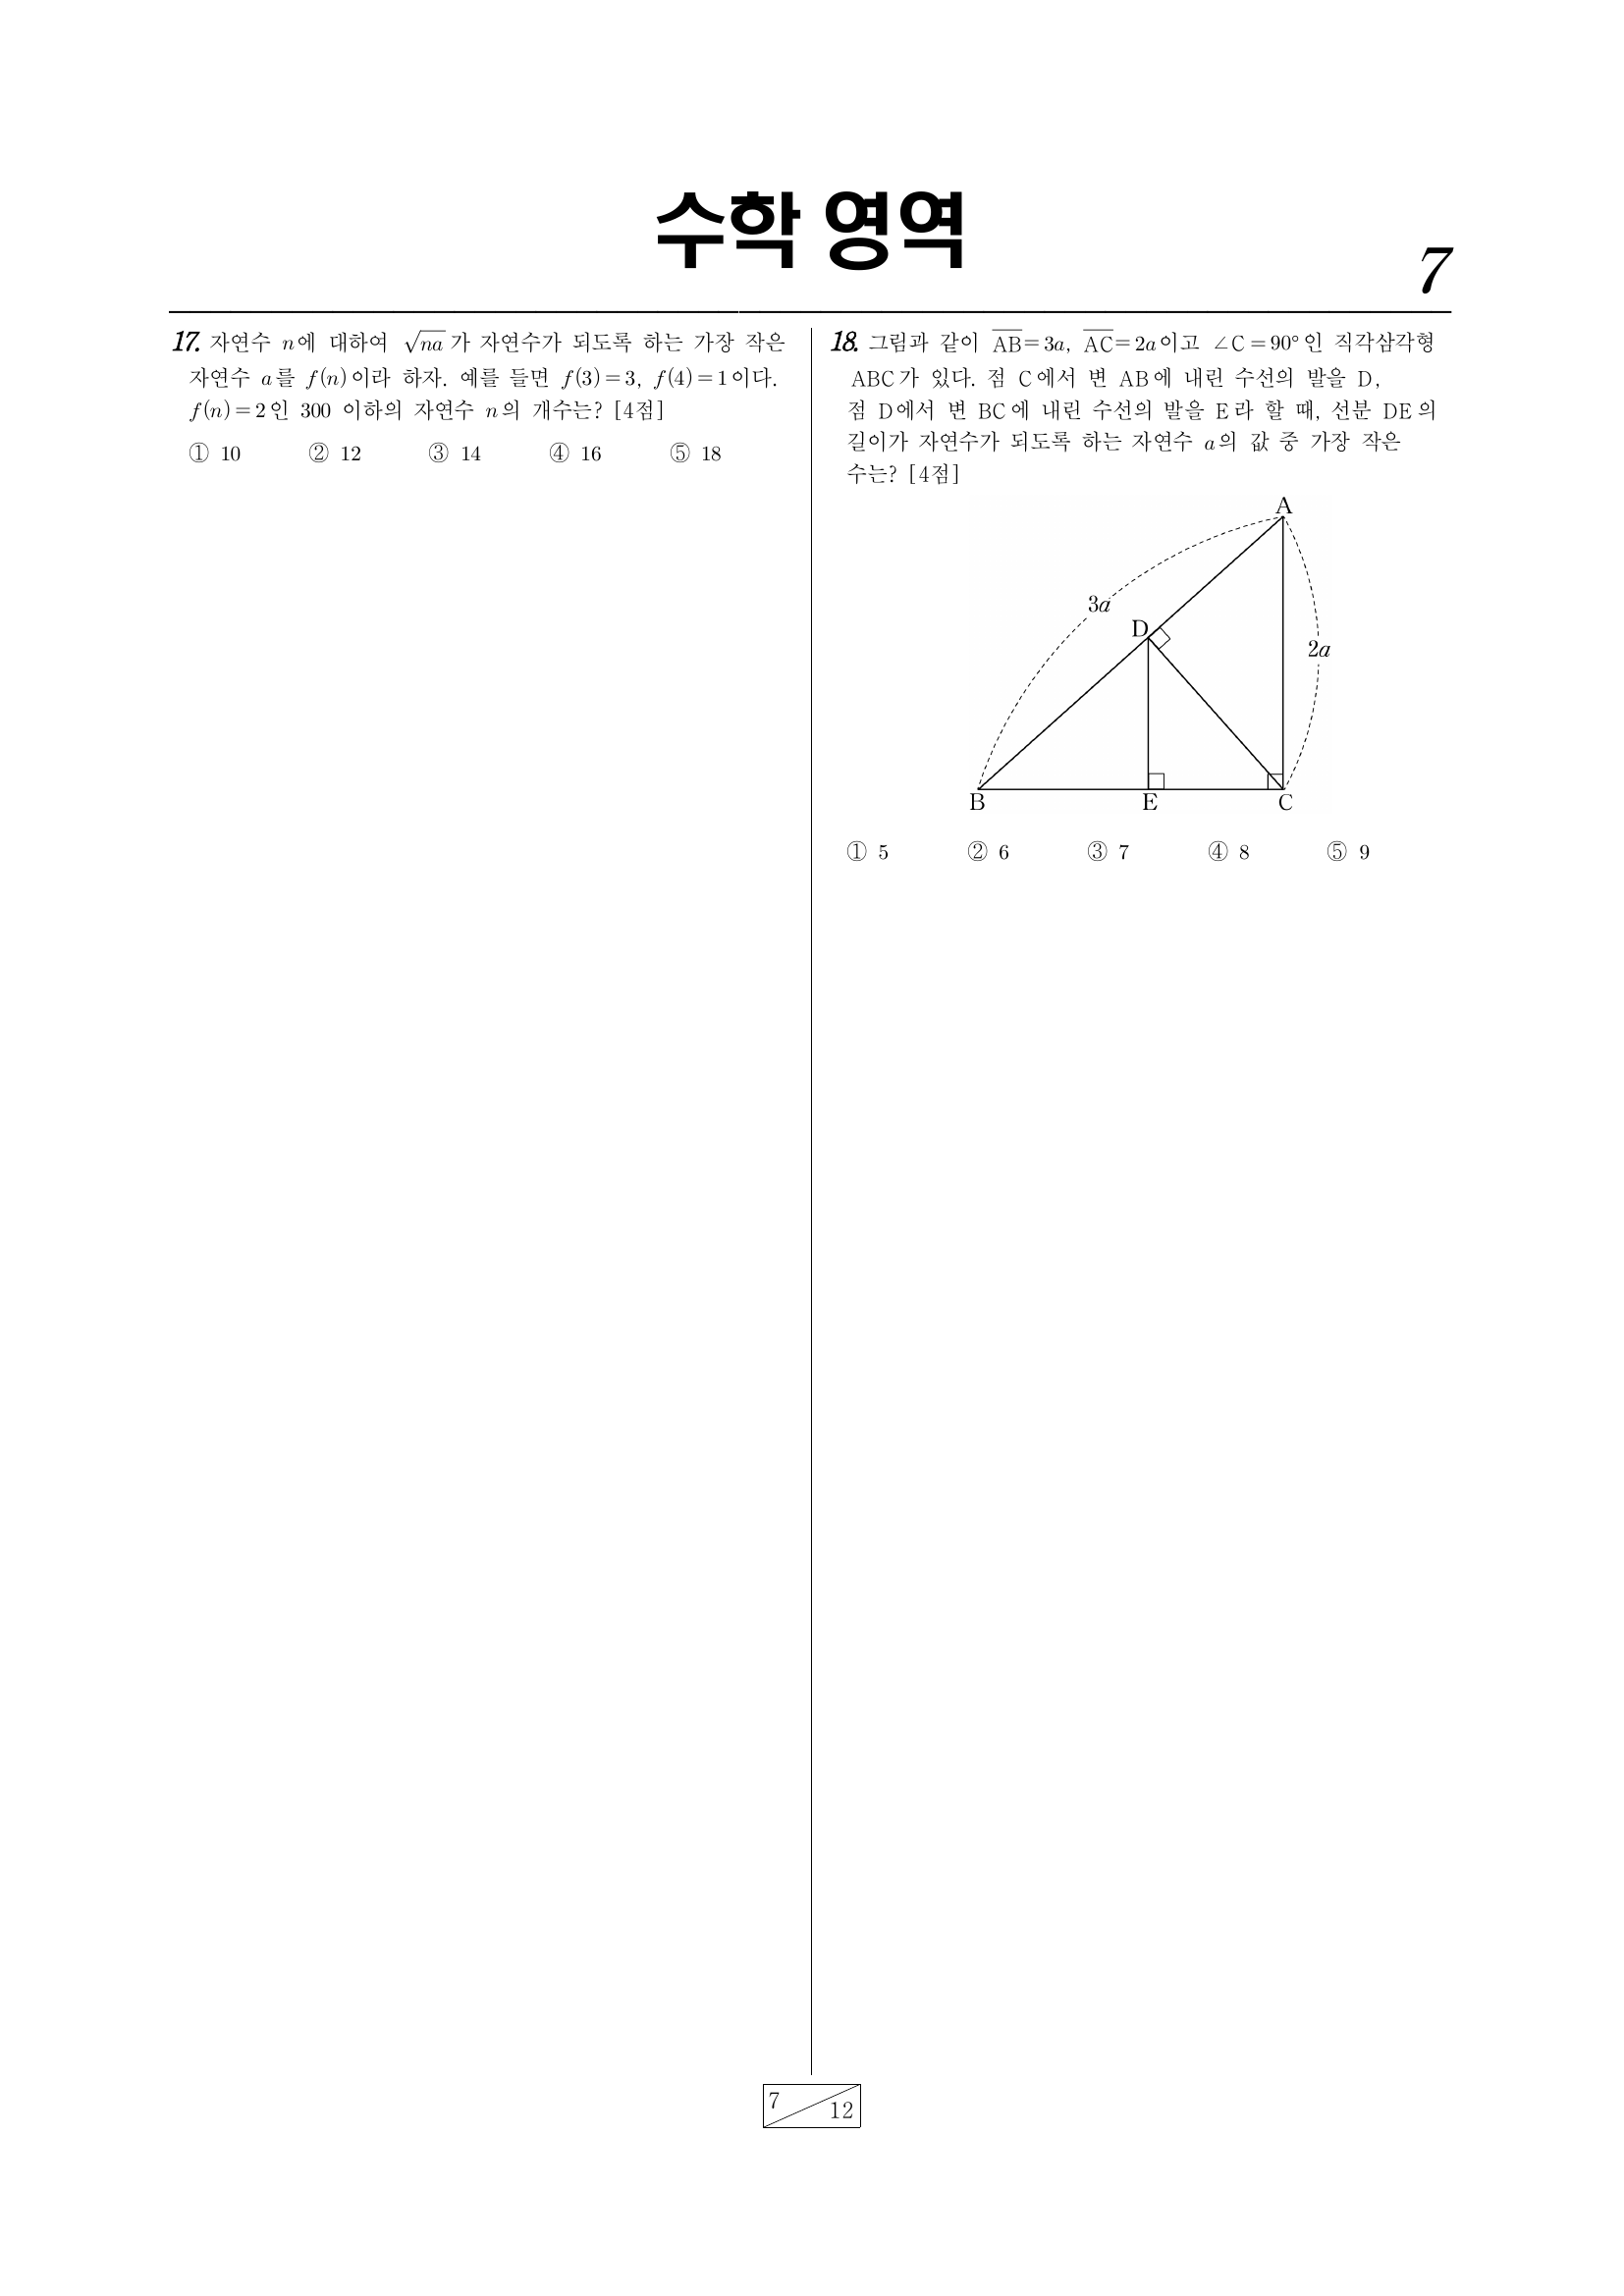 수학 영역
7
17. 자연수 n에 대하여 √na 가 자연수가 되도록 하는 가장 작은
자연수 a를 f(n)이라 하자. 예를 들면 f(3)=3, f(4)=1이다.
f(n)=2인 300 이하의 자연수 n의 개수는? [4점]
① 10 ② 12 ③ 14 ④ 16 ⑤ 18
18. 그림과 같이 AB=3a, AC=2a이고 ∠C=90°인 직각삼각형
ABC가 있다. 점 C에서 변 AB에 내린 수선의 발을 D,
점 D에서 변 BC에 내린 수선의 발을 E라 할 때, 선분 DE의
길이가 자연수가 되도록 하는 자연수 a의 값 중 가장 작은
수는? [4점]
A
3a
D
2a
B E C
① 5 ② 6 ③ 7 ④ 8 ⑤ 9
7
12